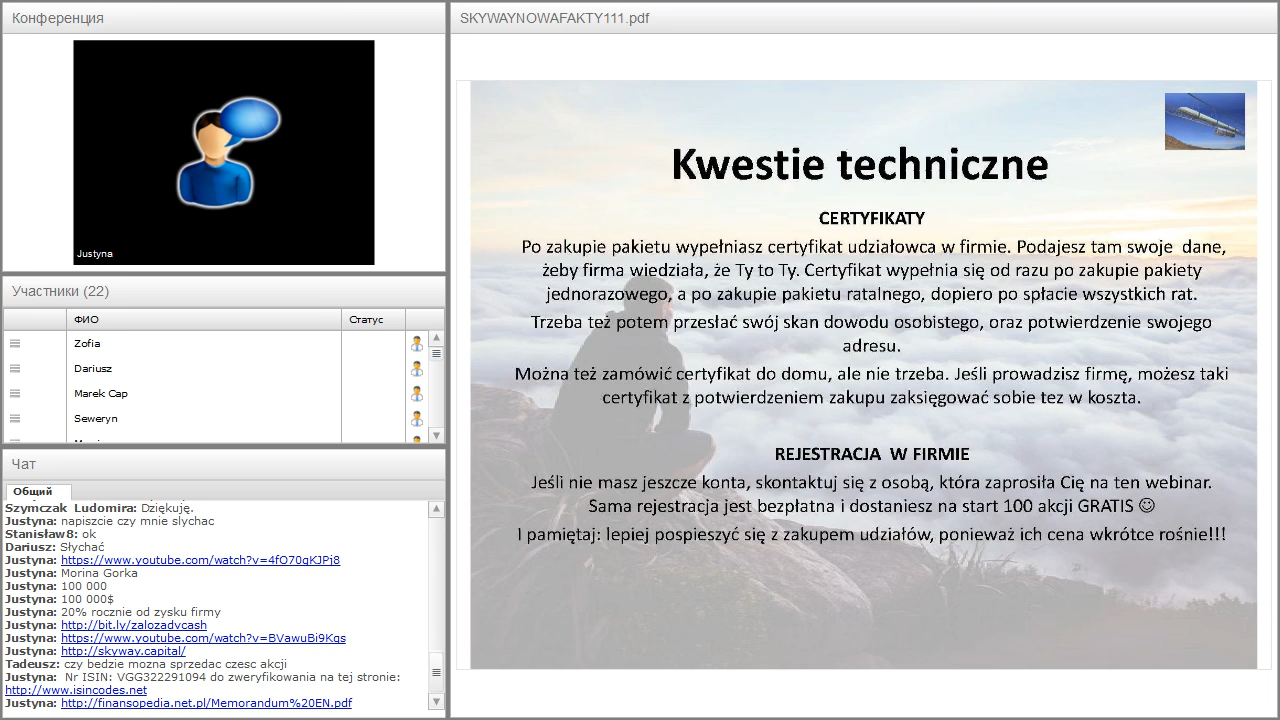 Конференция
Justyna
Участники (22)
ФИО
Статус
Zofia
Dariusz
Marek Cap
Seweryn
Чат
Общий
Szymczak Ludomira: Dziękuję.
Justyna: napiszcie czy mnie slychac
Stanisław8: ok
Dariusz: Słychać
Justyna: https://www.youtube.com/watch?v=4fO70gKJPj8
Justyna: Morina Gorka
Justyna: 100 000
Justyna: 100 000$
Justyna: 20% rocznie od zysku firmy
Justyna: http://bit.ly/zalozadvcash
Justyna: https://www.youtube.com/watch?v=BVawuBi9Kqs
Justyna: http://skyway.capital/
Tadeusz: czy bedzie mozna sprzedac czesc akcji
Justyna: Nr ISIN: VGG322231094 do zweryfikowania na tej stronie:
http://www.isincodes.net
Justyna: http://finansopedia.net.pl/Memorandum%20EN.pdf
SKYWAYNOWAFAKTY111.pdf
Kwestie techniczne
CERTYFIKATY
Po zakupie pakietu wypełniasz certyfikat udziałowca w firmie. Podajesz tam swoje dane,
żeby firma wiedziała, że Ty to Ty. Certyfikat wypełnia się od razu po zakupie pakiety
jednorazowego, a po zakupie pakietu ratalnego, dopiero po spłacie wszystkich rat.
Trzeba też potem przesłać swój skan dowodu osobistego, oraz potwierdzenie swojego
adresu.
Można też zamówić certyfikat do domu, ale nie trzeba. Jeśli prowadzisz firmę, możesz taki
certyfikat z potwierdzeniem zakupu zaksięgować sobie tez w koszta.
REJESTRACJA W FIRMIE
Jeśli nie masz jeszcze konta, skontaktuj się z osobą, która zaprosiła Cię na ten webinar.
Sama rejestracja jest bezpłatna i dostaniesz na start 100 akcji GRATIS ☺
I pamiętaj: lepiej pospieszyć się z zakupem udziałów, ponieważ ich cena wkrótce rośnie!!!